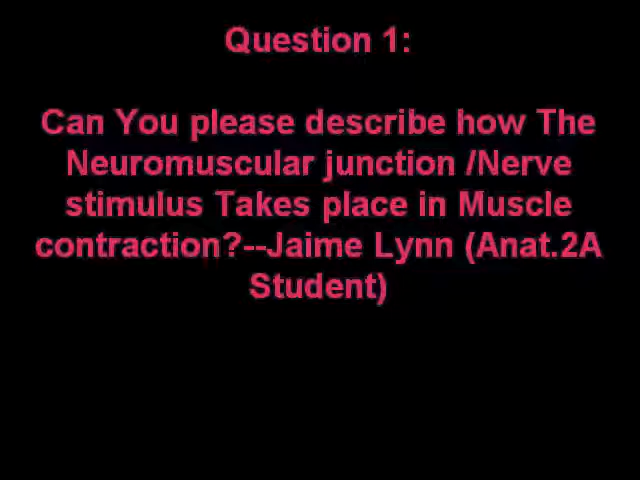 Question 1:
Can You please describe how The
Neuromuscular junction /Nerve
stimulus Takes place in Muscle
contraction?--Jaime Lynn (Anat.2A
Student)